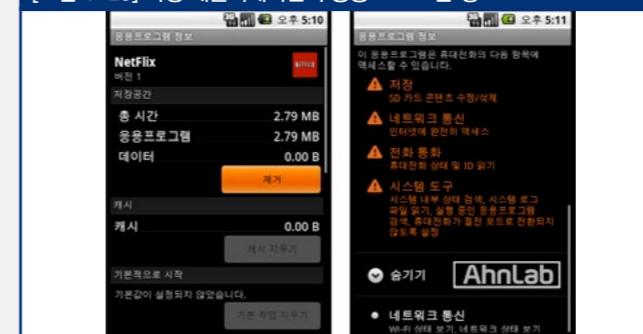 오후 5:10
응용프로그램 정보
NetFlix
버전 1
NETFLIX
저장공간
총 시간 2.79 MB
응용프로그램 2.79 MB
데이터 0.00 B
제거
캐시
캐시 0.00 B
캐시 지우기
기본적으로 시작
기본값이 설정되지 않았습니다.
기본 작업 지우기
3G 오후 5:11
응용프로그램 정보
이 응용프로그램은 휴대전화의 다음 항목에
액세스할 수 있습니다.
저장
SD 카드 콘텐츠 수정/삭제
네트워크 통신
인터넷에 완전히 액세스
전화 통화
휴대전화 상태 및 ID 읽기
시스템 도구
시스템 내부 상태 검색, 시스템 로그
파일 읽기, 실행 중인 응용프로그램
검색, 휴대전화가 절전 모드로 전환되지
않도록 설정
숨기기
AhnLab
네트워크 통신
Wi-Fi 상태 보기, 네트워크 상태 보기